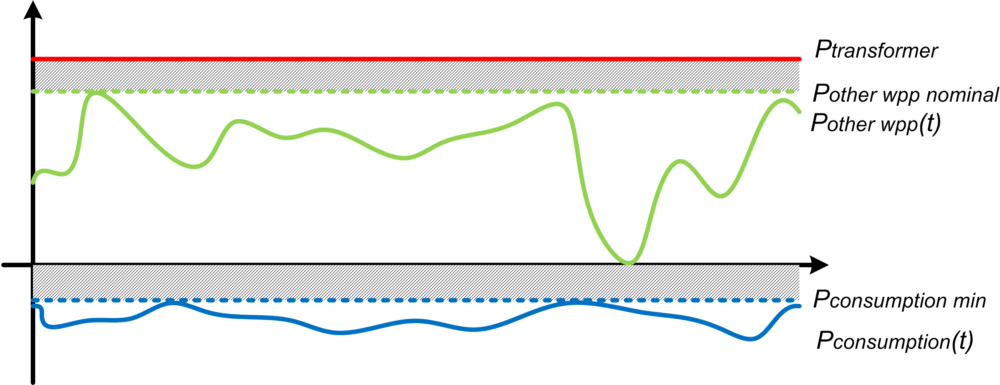 Ptransformer
Pother wpp nominal
Pother wpp(t)
Pconsumption min
Pconsumption(t)